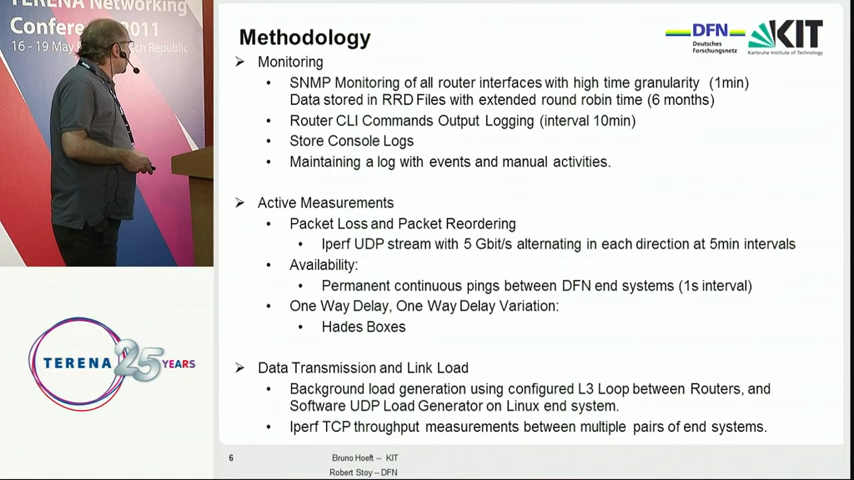 TERENA Networking
Conference 2011
16 - 19 May
ch Republic
Methodology
DFN
Deutsches
Forschungsnetz
KIT
Karlsruhe Institute of Technology
Monitoring
• SNMP Monitoring of all router interfaces with high time granularity (1min)
Data stored in RRD Files with extended round robin time (6 months)
• Router CLI Commands Output Logging (interval 10min)
• Store Console Logs
• Maintaining a log with events and manual activities.
Active Measurements
• Packet Loss and Packet Reordering
• Iperf UDP stream with 5 Gbit/s alternating in each direction at 5min intervals
• Availability:
• Permanent continuous pings between DFN end systems (1s interval)
• One Way Delay, One Way Delay Variation:
• Hades Boxes
Data Transmission and Link Load
• Background load generation using configured L3 Loop between Routers, and
Software UDP Load Generator on Linux end system.
• Iperf TCP throughput measurements between multiple pairs of end systems.
TERENA 25 YEARS
6
Bruno Hoeft -- KIT
Robert Stoy -- DFN